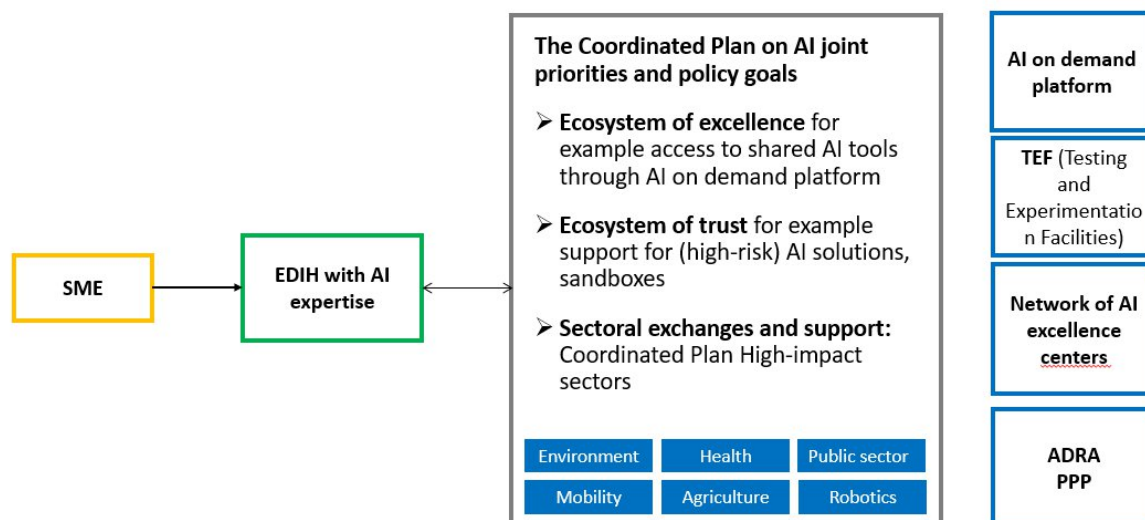 SME
EDIH with AI
expertise
The Coordinated Plan on AI joint
priorities and policy goals
➢ Ecosystem of excellence for
example access to shared AI tools
through AI on demand platform
➢ Ecosystem of trust for example
support for (high-risk) AI solutions,
sandboxes
➢ Sectoral exchanges and support:
Coordinated Plan High-impact
sectors
Environment
Health
Public sector
Mobility
Agriculture
Robotics
AI on demand
platform
TEF (Testing
and
Experimentatio
n Facilities)
Network of AI
excellence
centers
ADRA
PPP